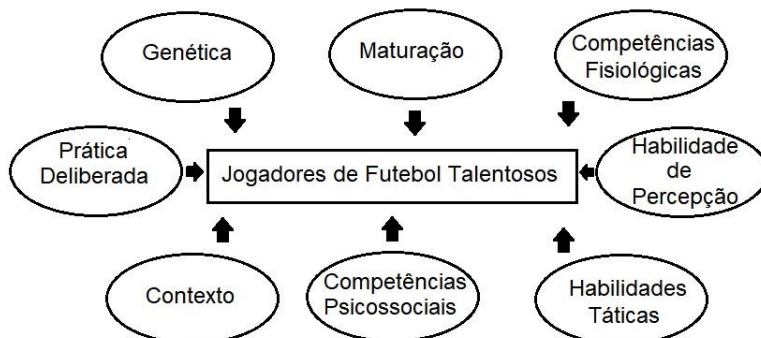 Genética
Maturação
Competências
Fisiológicas
Prática
Deliberada
Jogadores de Futebol Talentosos
Habilidade
de
Percepção
Contexto
Competências
Psicossociais
Habilidades
Táticas